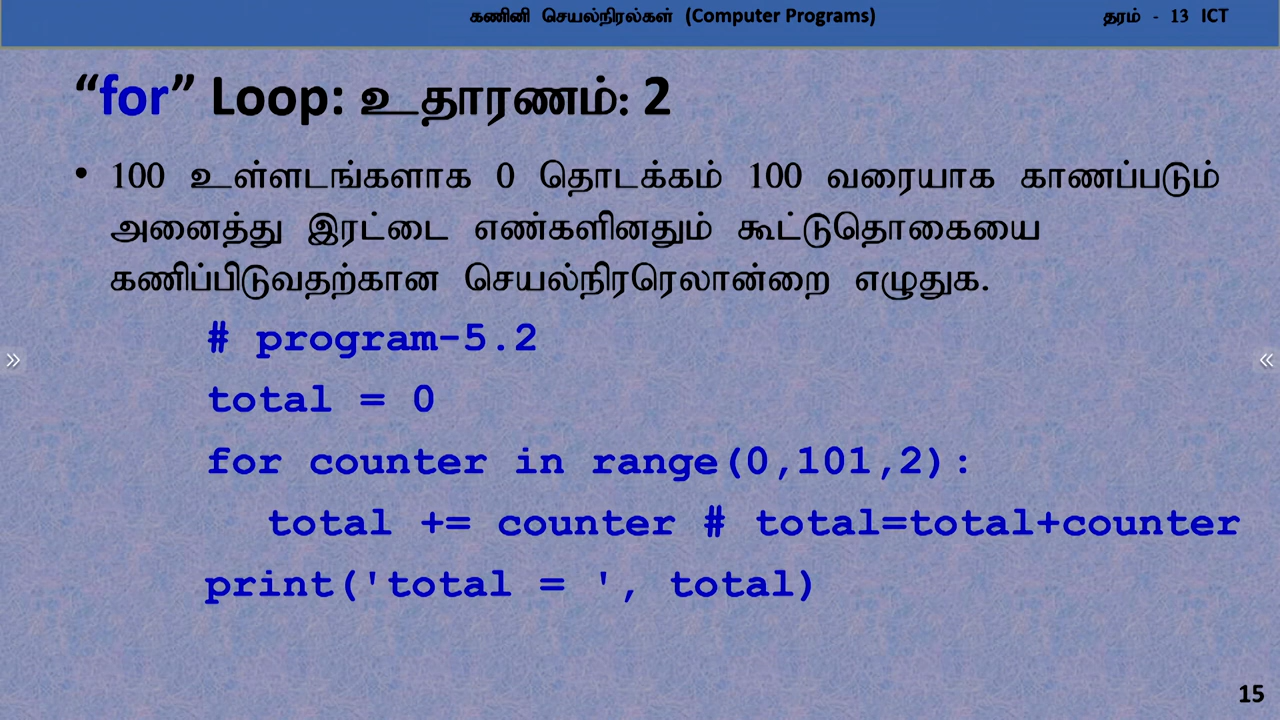 கணினி செயல்நிரல்கள் (Computer Programs) தரம் - 13 ICT
“for” Loop: உதாரணம்: 2
• 100 உள்ளடங்களாக 0 தொடக்கம் 100 வரையாக காணப்படும்
அனைத்து இரட்டை எண்களினதும் கூட்டுதொகையை
கணிப்பிடுவதற்கான செயல்நிரரெலான்றை எழுதுக.
# program-5.2
total = 0
for counter in range(0,101,2):
total += counter # total=total+counter
print('total = ', total)
15